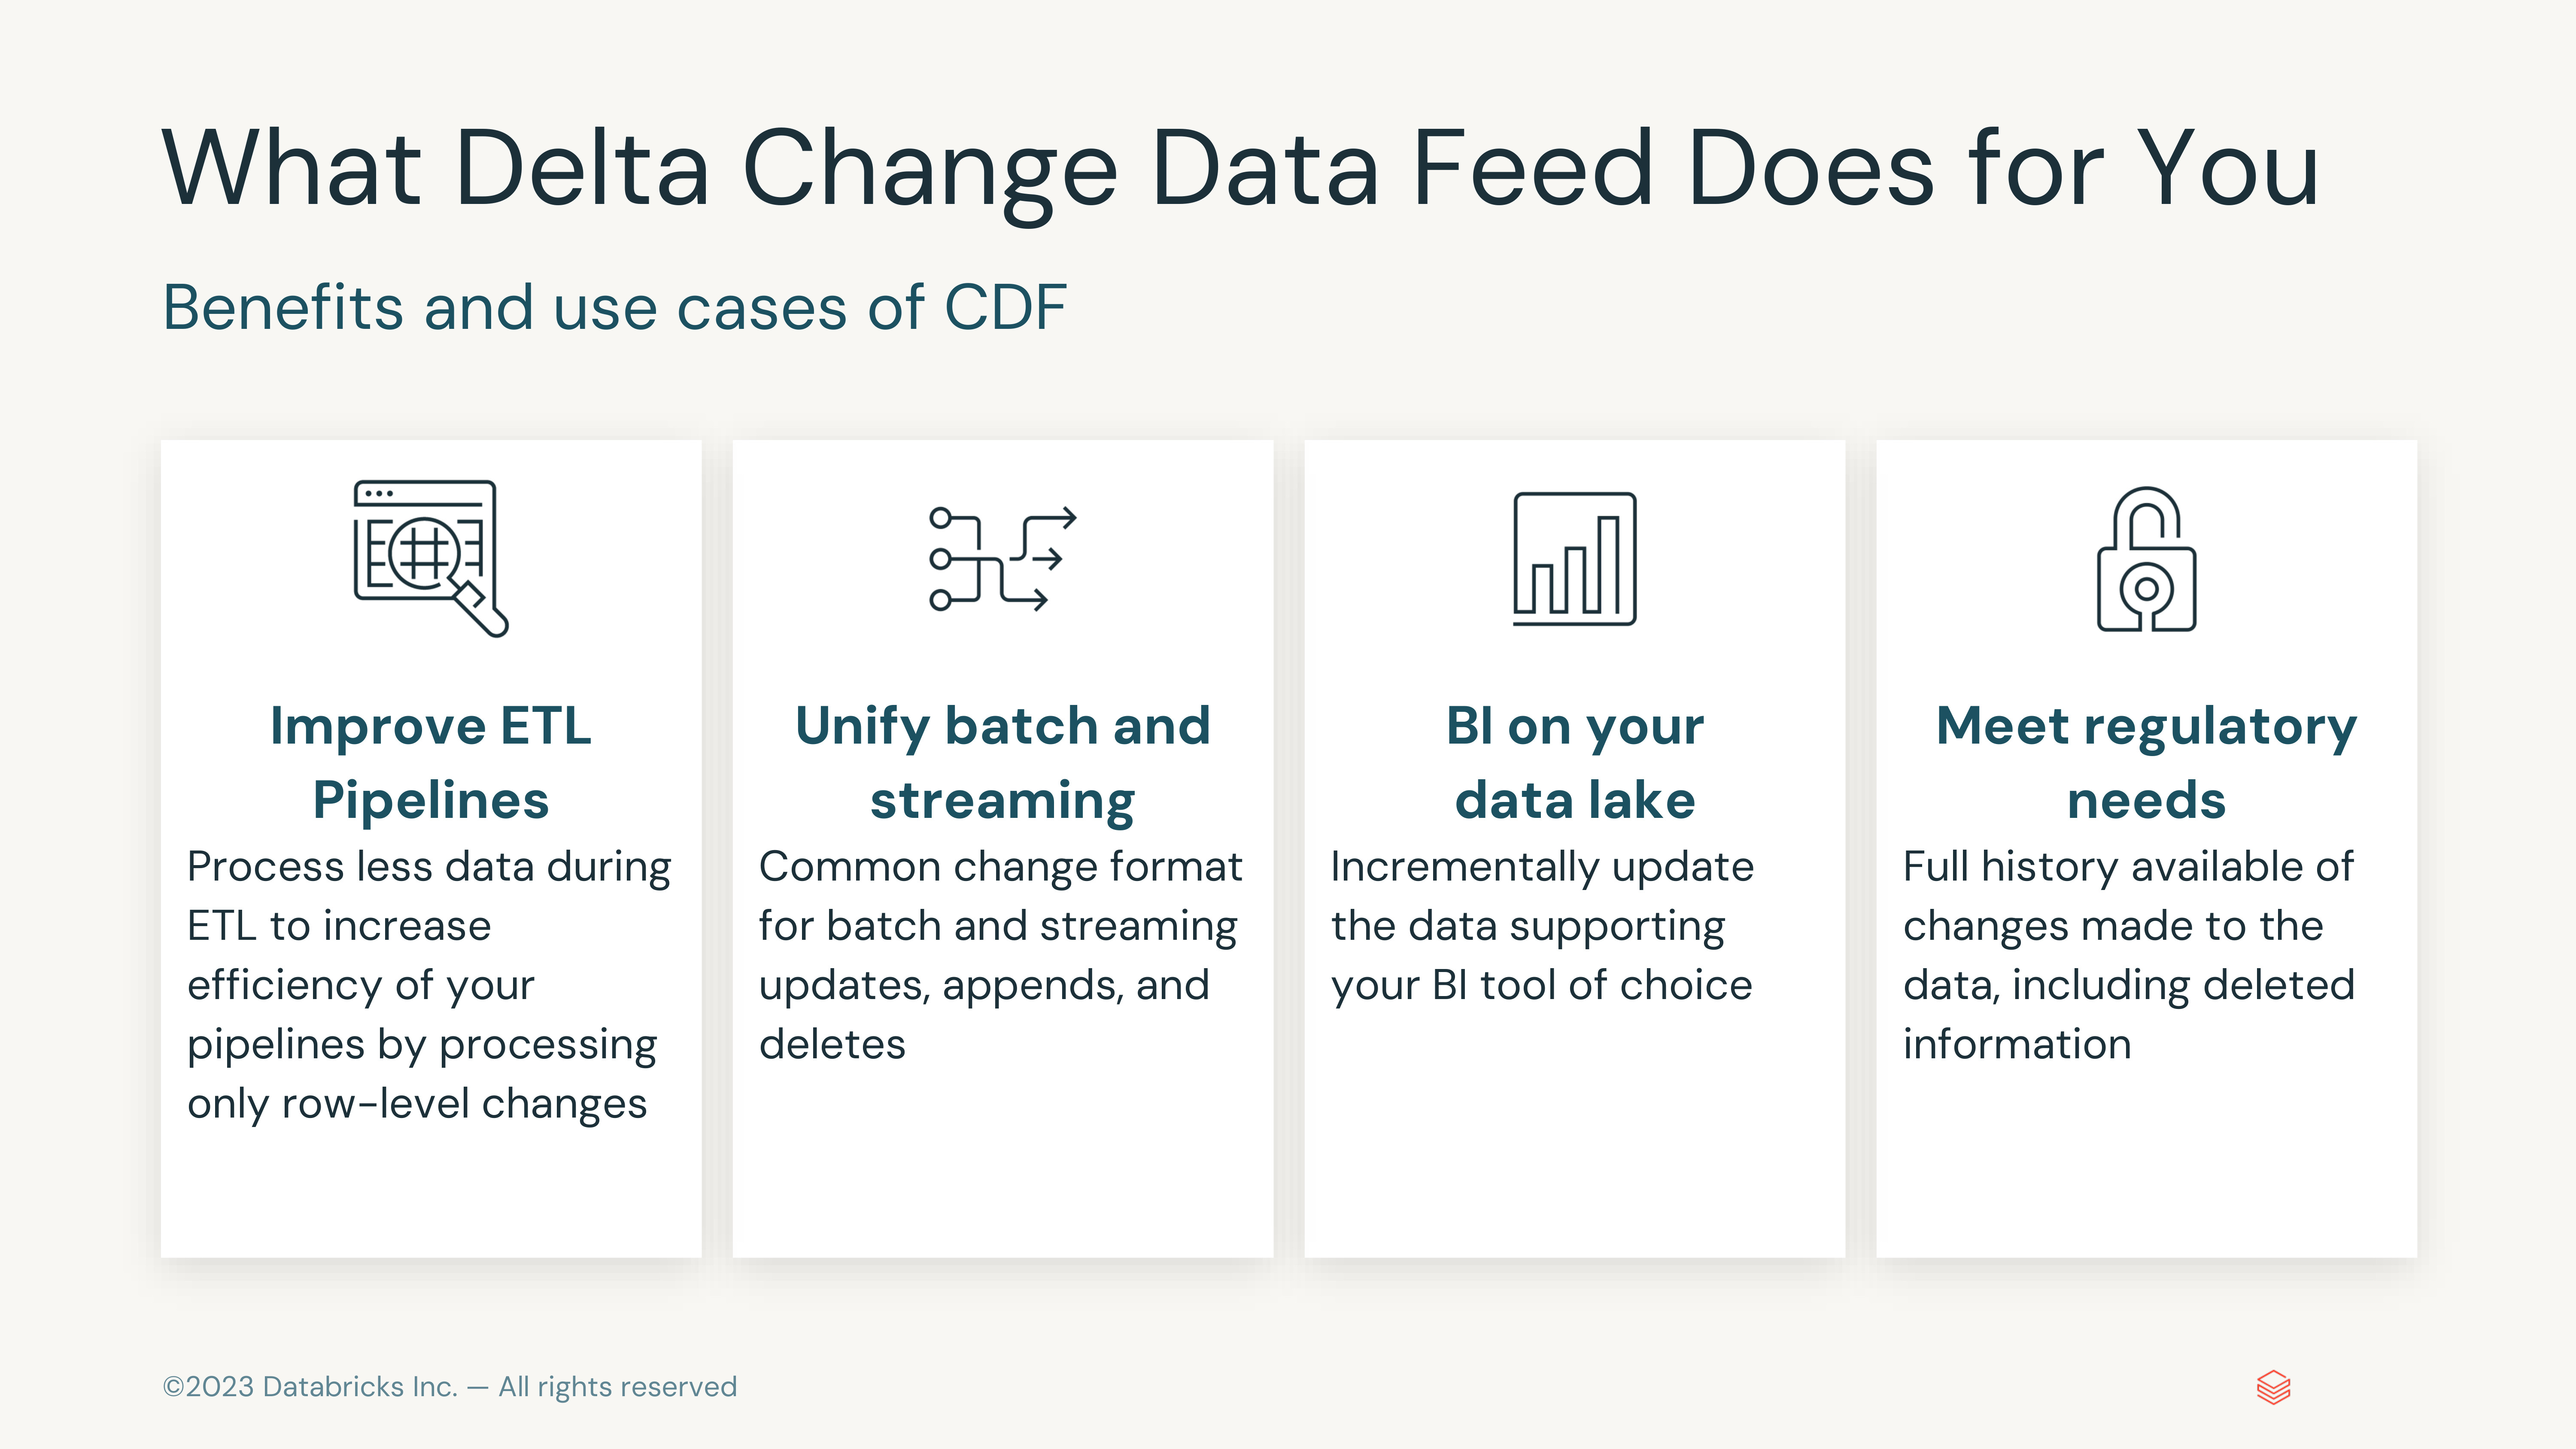 What Delta Change Data Feed Does for You
Benefits and use cases of CDF
Improve ETL
Pipelines
Process less data during
ETL to increase
efficiency of your
pipelines by processing
only row-level changes
Unify batch and
streaming
Common change format
for batch and streaming
updates, appends, and
deletes
BI on your
data lake
Incrementally update
the data supporting
your BI tool of choice
Meet regulatory
needs
Full history available of
changes made to the
data, including deleted
information
©2023 Databricks Inc. — All rights reserved